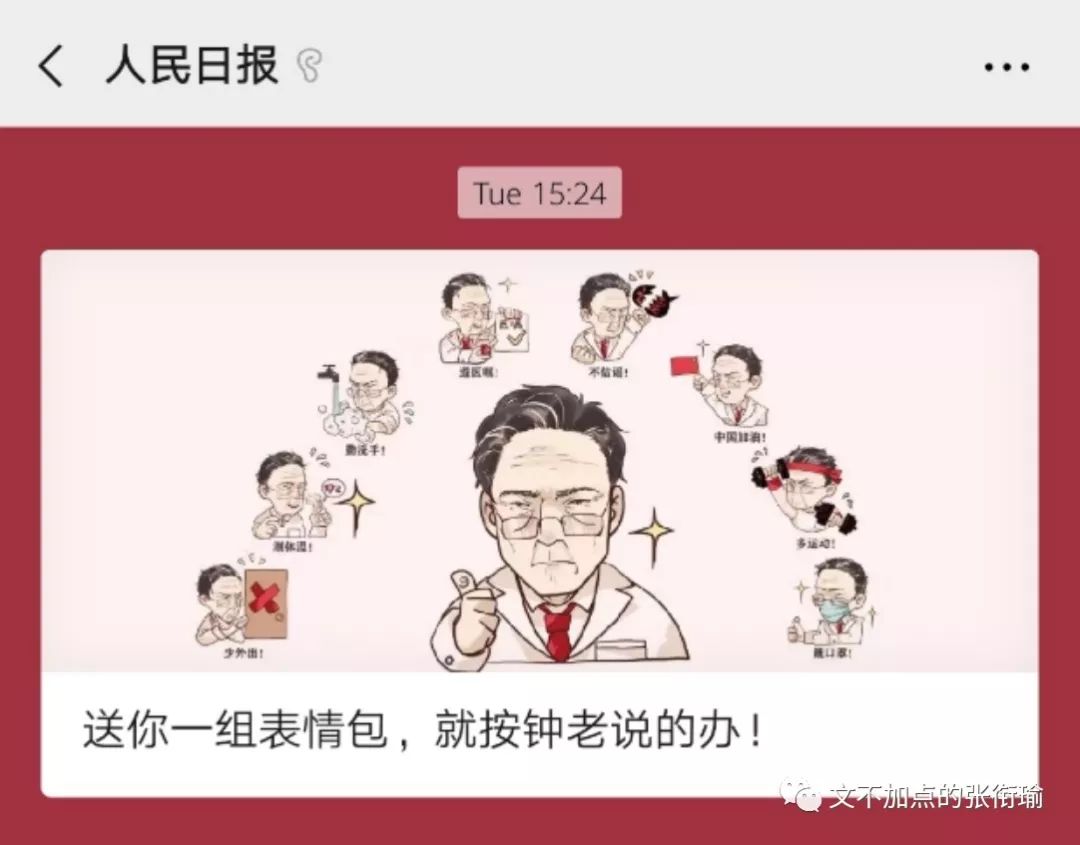 人民日报
Tue 15:24
遵医嘱!
不信谣!
勤洗手!
中国加油!
测体温!
多运动!
少外出!
戴口罩!
送你一组表情包，就按钟老说的办！
文不加点的张衔瑜